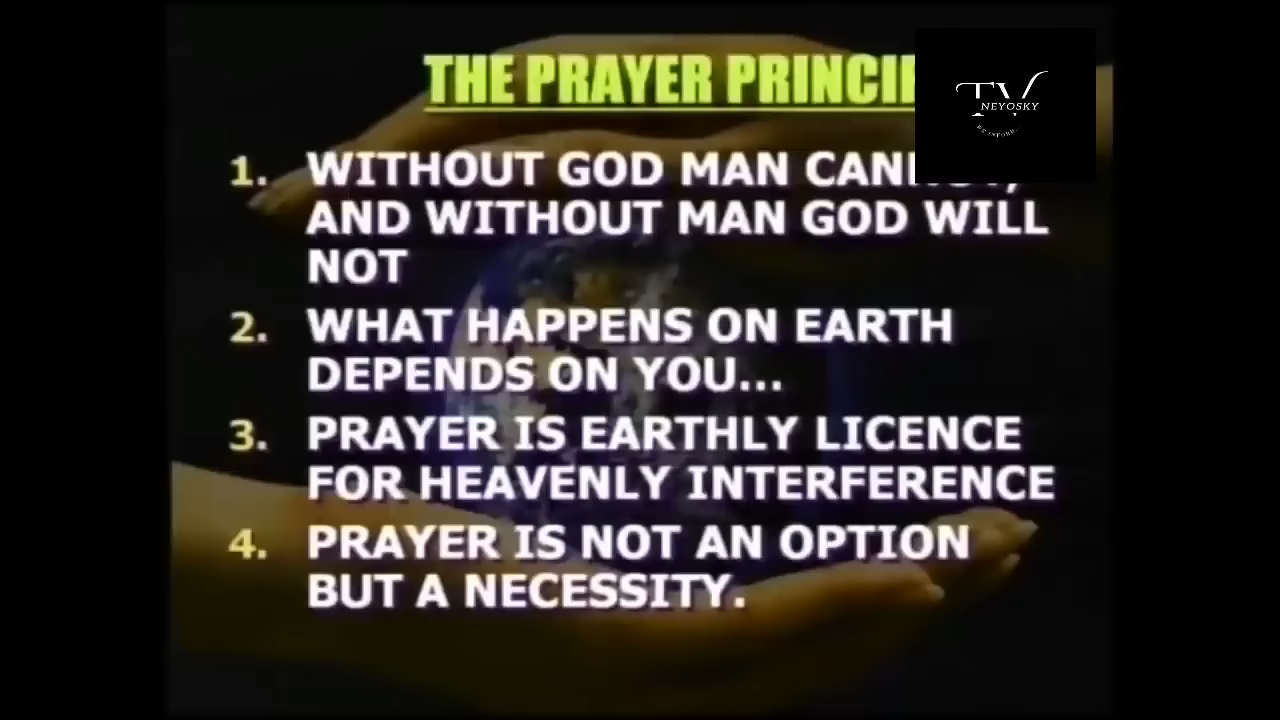 THE PRAYER
1. WITHOUT GOD MAN
AND WITHOUT MAN GOD WILL
NOT
2. WHAT HAPPENS ON EARTH
DEPENDS ON YOU...
3. PRAYER IS EARTHLY LICENCE
FOR HEAVENLY INTERFERENCE
4. PRAYER IS NOT AN OPTION
BUT A NECESSITY.
TV
NEYOSKY